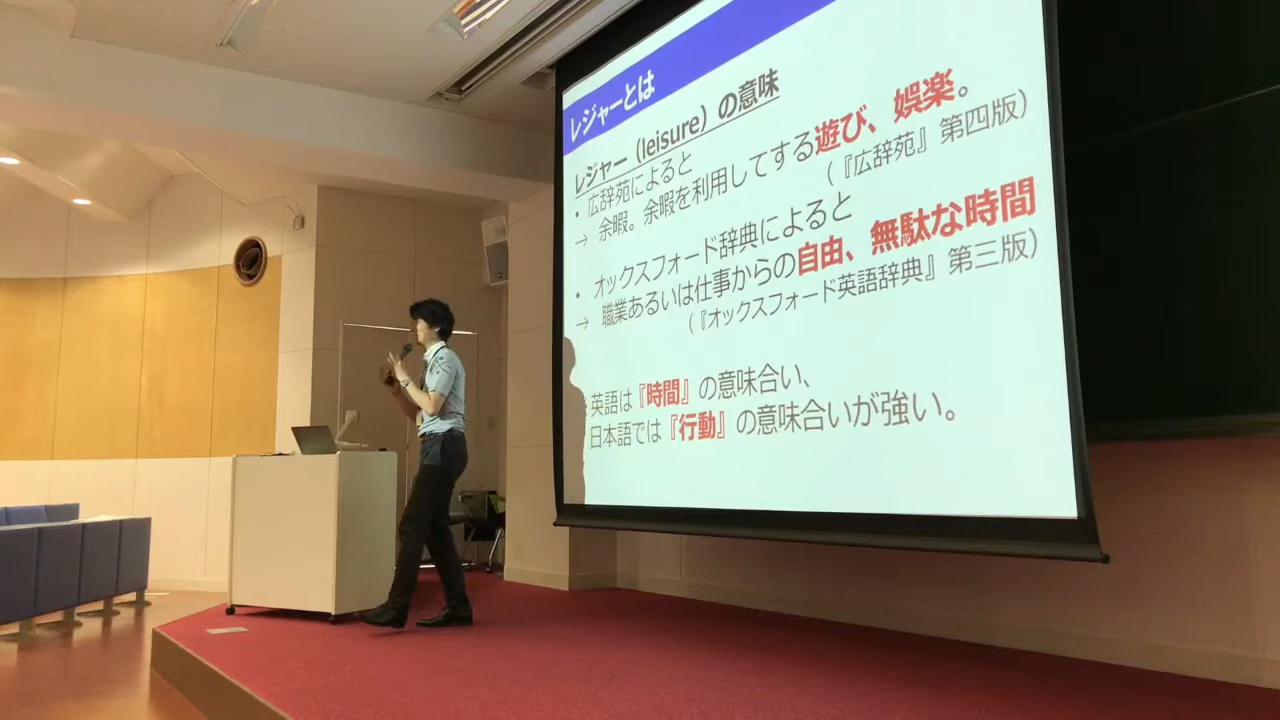 レジャーとは
レジャー（leisure）の意味
・ 広辞苑によると
→ 余暇。余暇を利用してする遊び、娯楽。
（『広辞苑』第四版）
・ オックスフォード辞典によると
→ 職業あるいは仕事からの自由、無駄な時間
（『オックスフォード英語辞典』第三版）
英語は『時間』の意味合い、
日本語では『行動』の意味合いが強い。